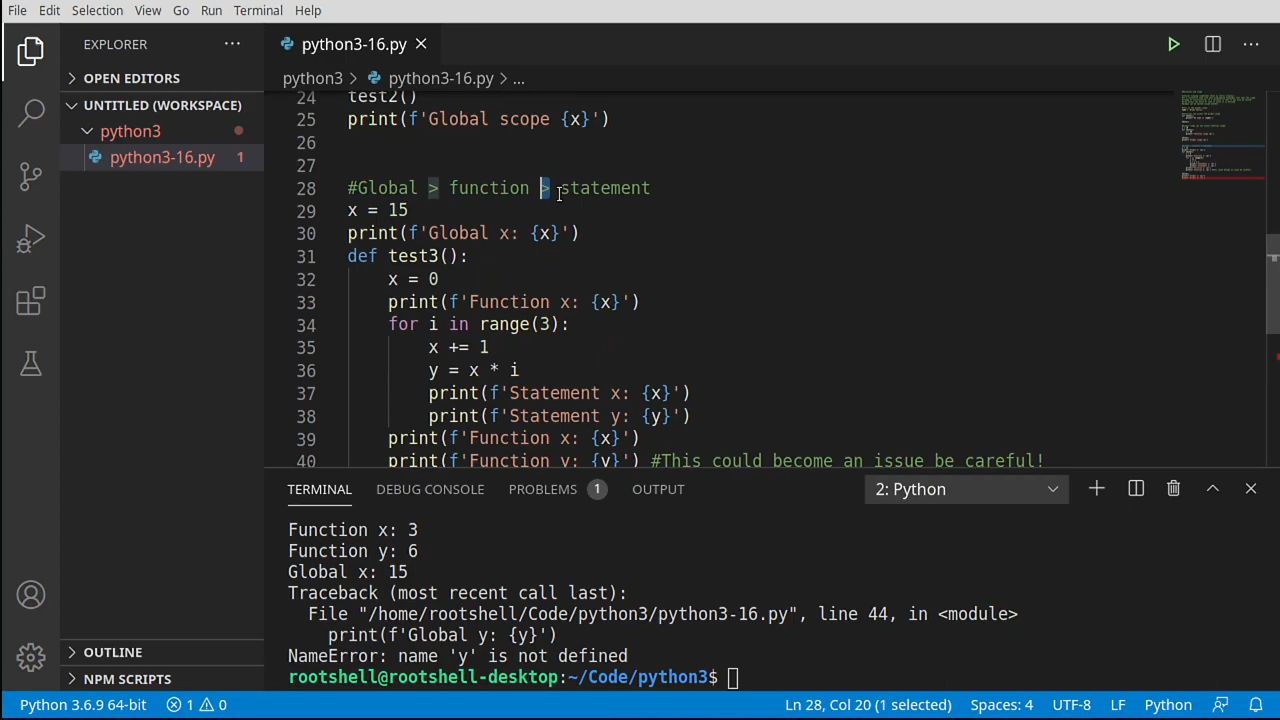 File Edit Selection View Go Run Terminal Help
EXPLORER
OPEN EDITORS
UNTITLED (WORKSPACE)
python3
python3-16.py 1
OUTLINE
NPM SCRIPTS
python3-16.py
python3 > python3-16.py > ...
24 test2()
25 print(f'Global scope {x}')
26
27
28 #Global > function > statement
29 x = 15
30 print(f'Global x: {x}')
31 def test3():
32 x = 0
33 print(f'Function x: {x}')
34 for i in range(3):
35 x += 1
36 y = x * i
37 print(f'Statement x: {x}')
38 print(f'Statement y: {y}')
39 print(f'Function x: {x}')
40 print(f'Function y: {y}') #This could become an issue be careful!
TERMINAL DEBUG CONSOLE PROBLEMS 1 OUTPUT 2: Python
Function x: 3
Function y: 6
Global x: 15
Traceback (most recent call last):
File "/home/rootshell/Code/python3/python3-16.py", line 44, in <module>
print(f'Global y: {y}')
NameError: name 'y' is not defined
rootshell@rootshell-desktop:~/Code/python3$
Python 3.6.9 64-bit 1 0 Ln 28, Col 20 (1 selected) Spaces: 4 UTF-8 LF Python